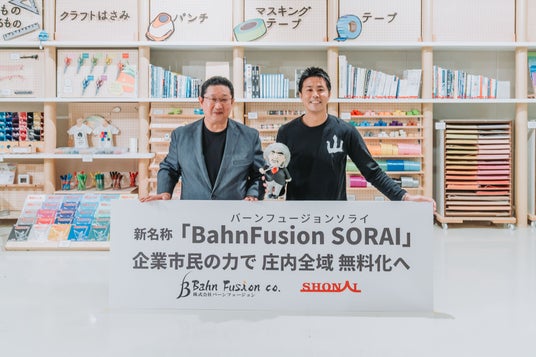 クラフトはさみ
パンチ
マスキング
テープ
テープ
バーンフュージョンソライ
新名称「BahnFusion SORAI」
企業市民の力で 庄内全域 無料化へ
B Bahn Fusion co.
株式会社バーンフュージョン
SHONAI